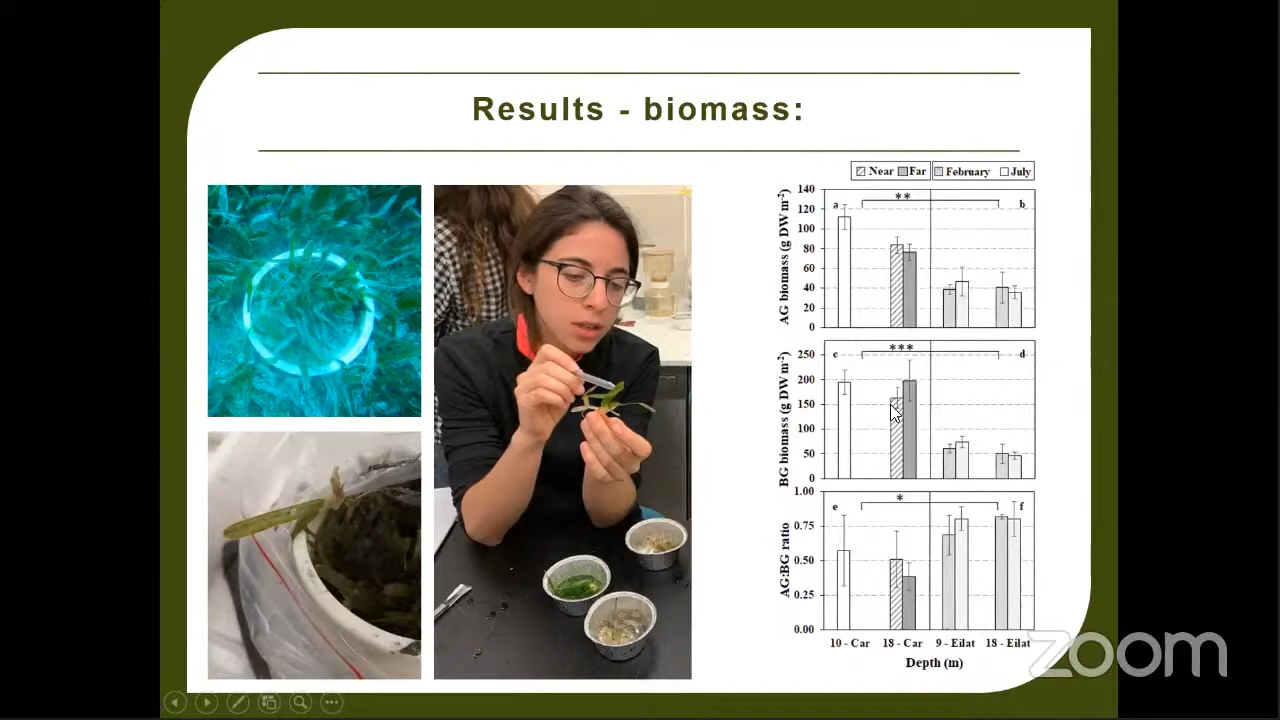 Results - biomass:
Near Far February July
AG biomass (g DW m-2)
140
120
100
80
60
40
20
0
a
**
b
BG biomass (g DW m-2)
250
200
150
100
50
0
c
***
d
AG:BG ratio
1.00
0.75
0.50
0.25
0.00
e
*
f
10 - Car 18 - Car 9 - Eilat 18 - Eilat
Depth (m)
zoom